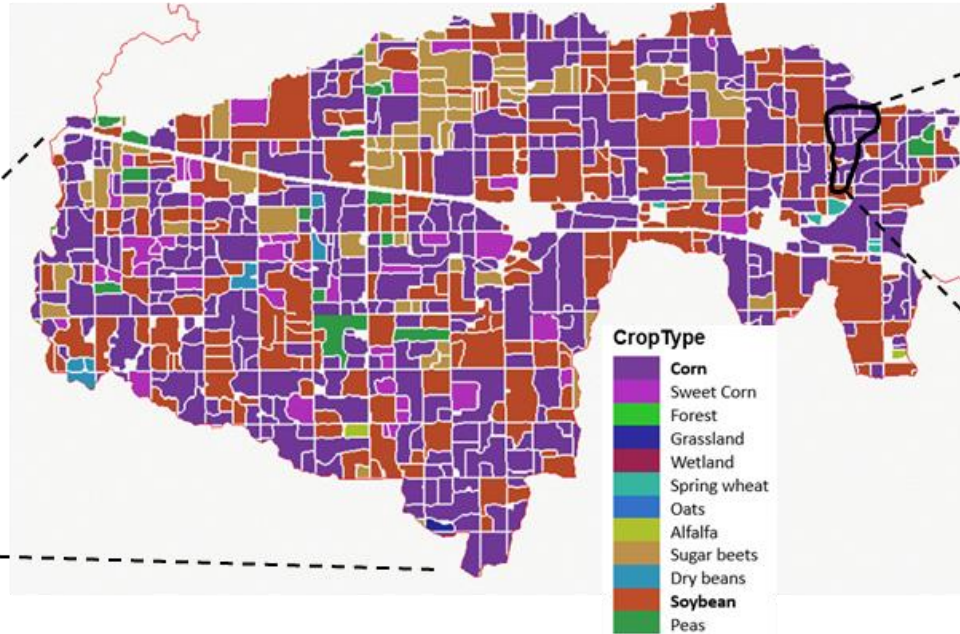 CropType
Corn
Sweet Corn
Forest
Grassland
Wetland
Spring wheat
Oats
Alfalfa
Sugar beets
Dry beans
Soybean
Peas